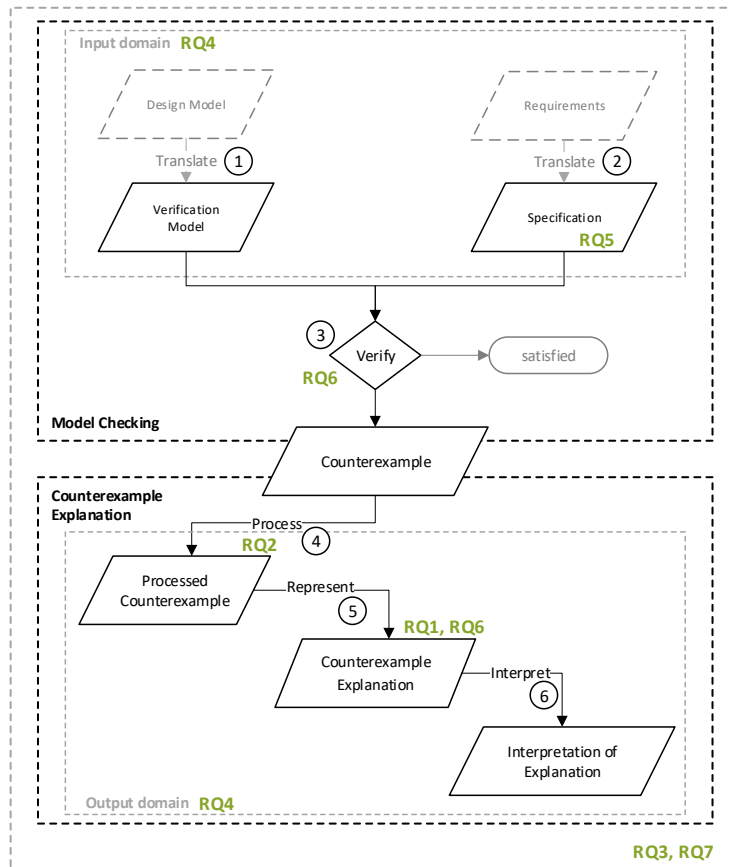 Input domain RQ4
Design Model
Requirements
Translate 1
Translate 2
Verification
Model
Specification
RQ5
3
Verify
satisfied
RQ6
Model Checking
Counterexample
Counterexample
Explanation
Process
4
RQ2
Processed
Counterexample
Represent
5
RQ1, RQ6
Counterexample
Explanation
Interpret
6
Interpretation of
Explanation
Output domain RQ4
RQ3, RQ7